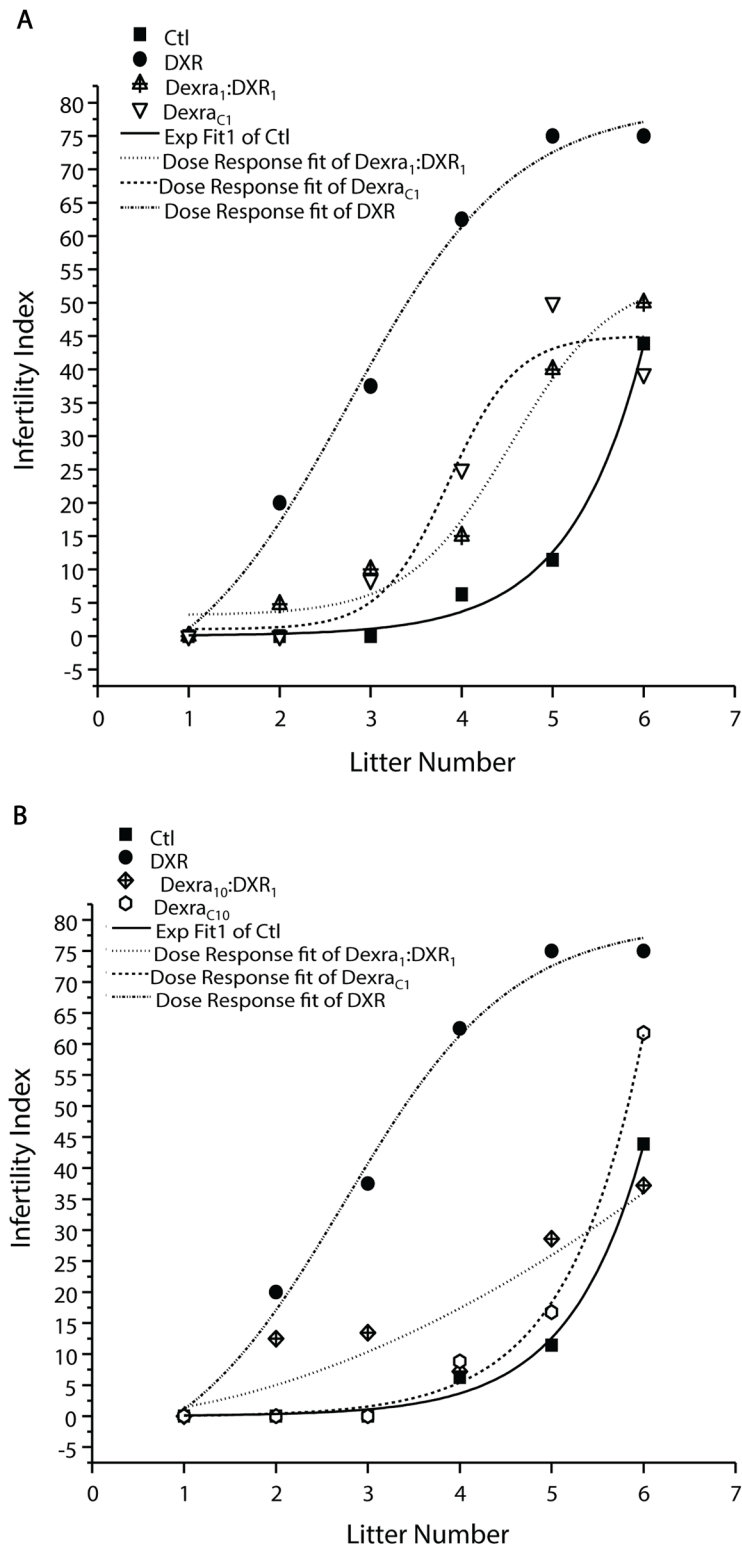 A
Ctl
DXR
Dexra1:DXR1
DexraC1
Exp Fit1 of Ctl
Dose Response fit of Dexra1:DXR1
Dose Response fit of DexraC1
Dose Response fit of DXR
80
75
70
65
60
55
50
45
40
35
30
25
20
15
10
5
0
-5
Infertility Index
0 1 2 3 4 5 6 7
Litter Number
B
Ctl
DXR
Dexra10:DXR1
DexraC10
Exp Fit1 of Ctl
Dose Response fit of Dexra1:DXR1
Dose Response fit of DexraC1
Dose Response fit of DXR
80
75
70
65
60
55
50
45
40
35
30
25
20
15
10
5
0
-5
Infertility Index
0 1 2 3 4 5 6 7
Litter Number